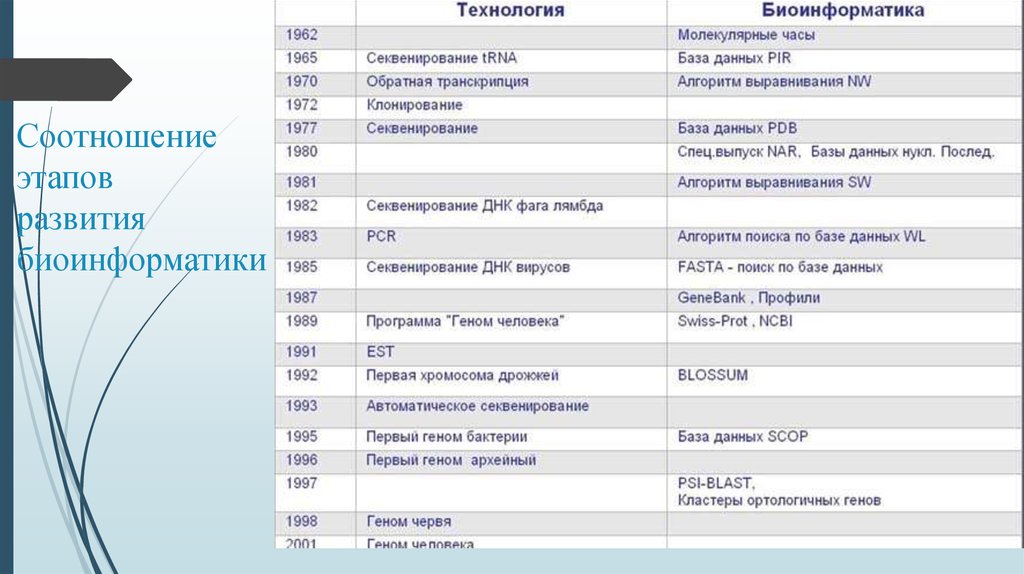 Соотношение
этапов
развития
биоинформатики
Технология Биоинформатика
1962 Молекулярные часы
1965 Секвенирование tRNA База данных PIR
1970 Обратная транскрипция Алгоритм выравнивания NW
1972 Клонирование
1977 Секвенирование База данных PDB
1980 Спец.выпуск NAR, Базы данных нукл. Послед.
1981 Алгоритм выравнивания SW
1982 Секвенирование ДНК фага лямбда
1983 PCR Алгоритм поиска по базе данных WL
1985 Секвенирование ДНК вирусов FASTA - поиск по базе данных
1987 GeneBank , Профили
1989 Программа "Геном человека" Swiss-Prot , NCBI
1991 EST
1992 Первая хромосома дрожжей BLOSSUM
1993 Автоматическое секвенирование
1995 Первый геном бактерии База данных SCOP
1996 Первый геном архейный
1997 PSI-BLAST,
Кластеры ортологичных генов
1998 Геном червя
2001 Геном человека